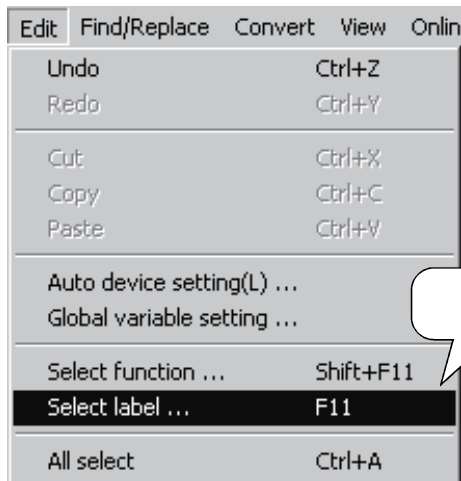 Edit Find/Replace Convert View Onlin
Undo Ctrl+Z
Redo Ctrl+Y
Cut Ctrl+X
Copy Ctrl+C
Paste Ctrl+V
Auto device setting(L) ...
Global variable setting ...
Select function ... Shift+F11
Select label ... F11
All select Ctrl+A